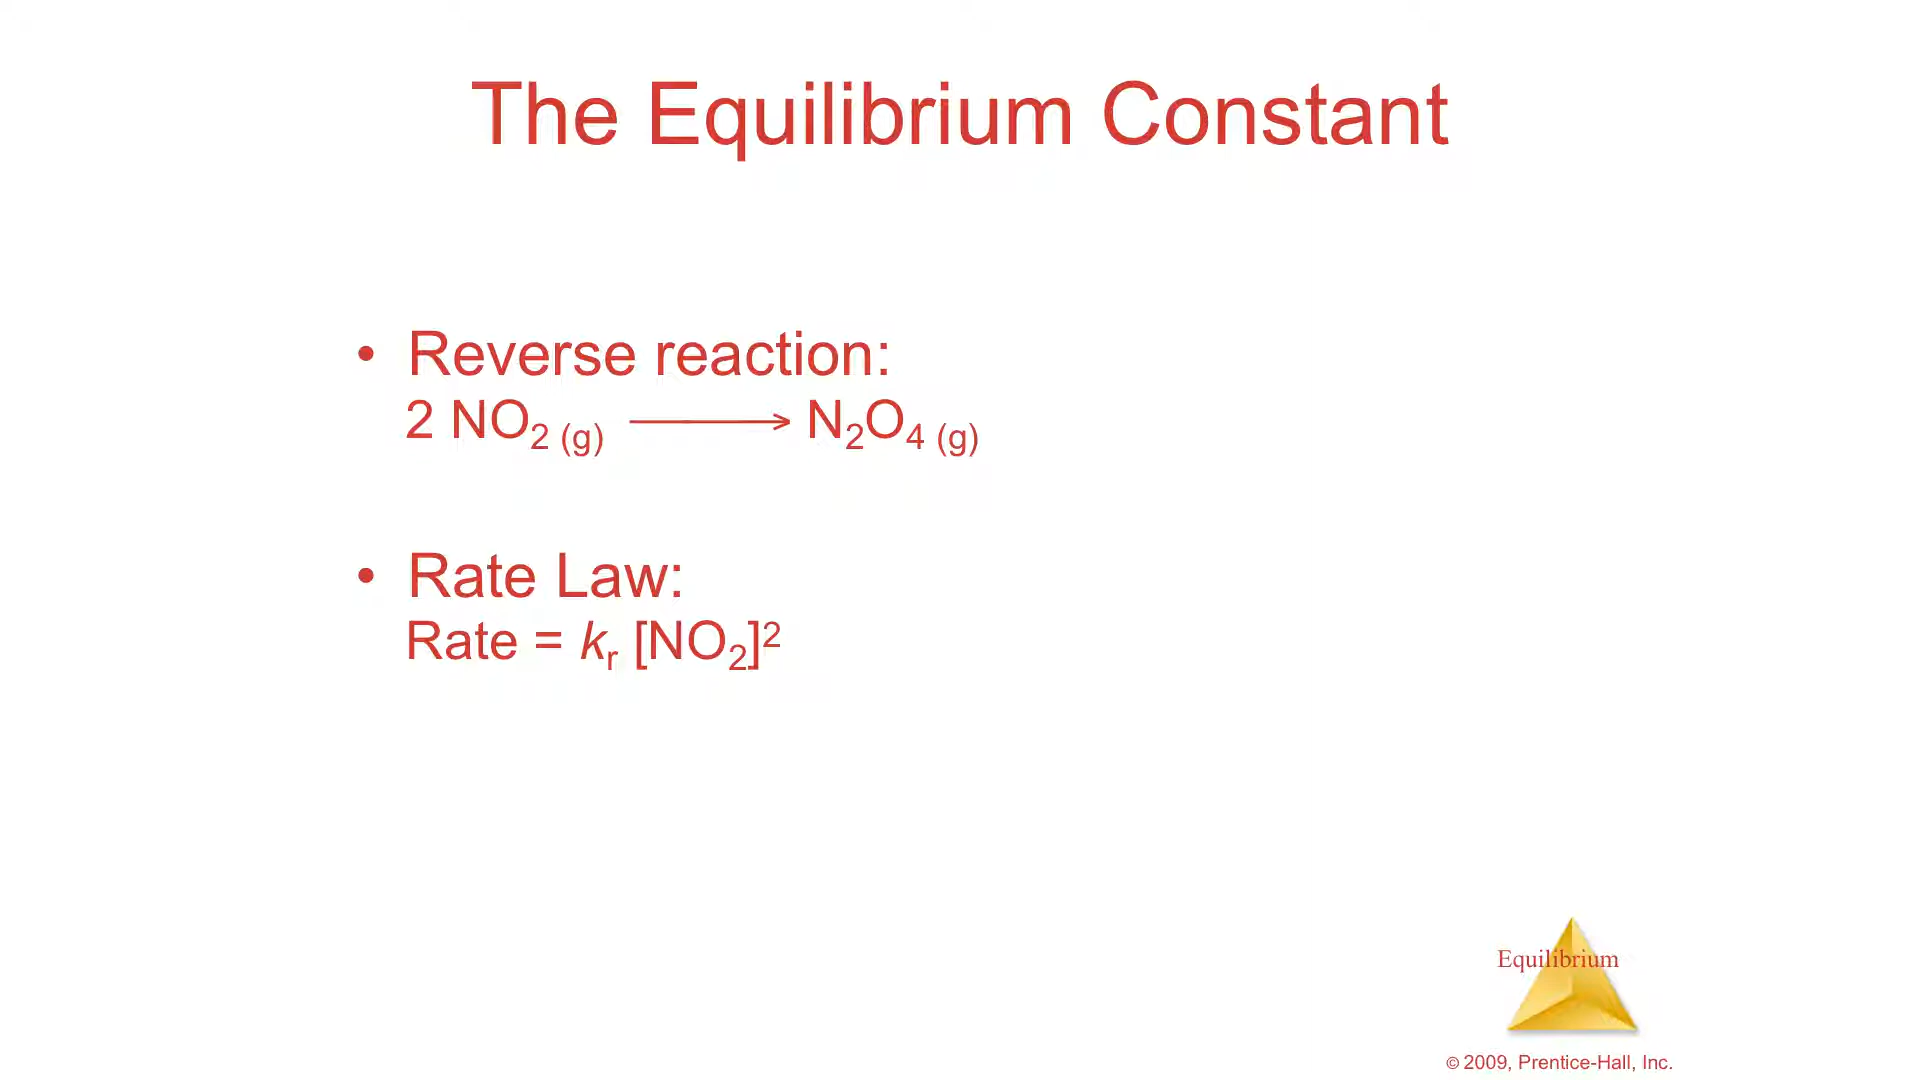 The Equilibrium Constant
• Reverse reaction:
2 NO₂ (g) ⟶ N₂O₄ (g)
• Rate Law:
Rate = kᵣ [NO₂]²
Equilibrium
© 2009, Prentice-Hall, Inc.